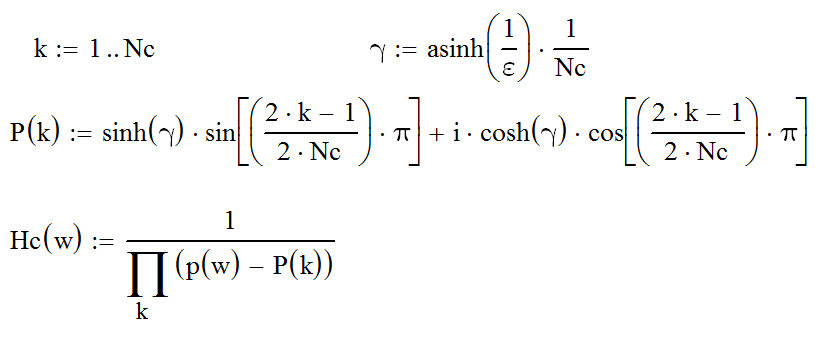 k := 1 .. Nc    γ := asinh(1/ε) · 1/Nc
P(k) := sinh(γ) · sin[((2 · k − 1)/(2 · Nc)) · π] + i · cosh(γ) · cos[((2 · k − 1)/(2 · Nc)) · π]
Hc(w) := 1/∏_k (p(w) − P(k))